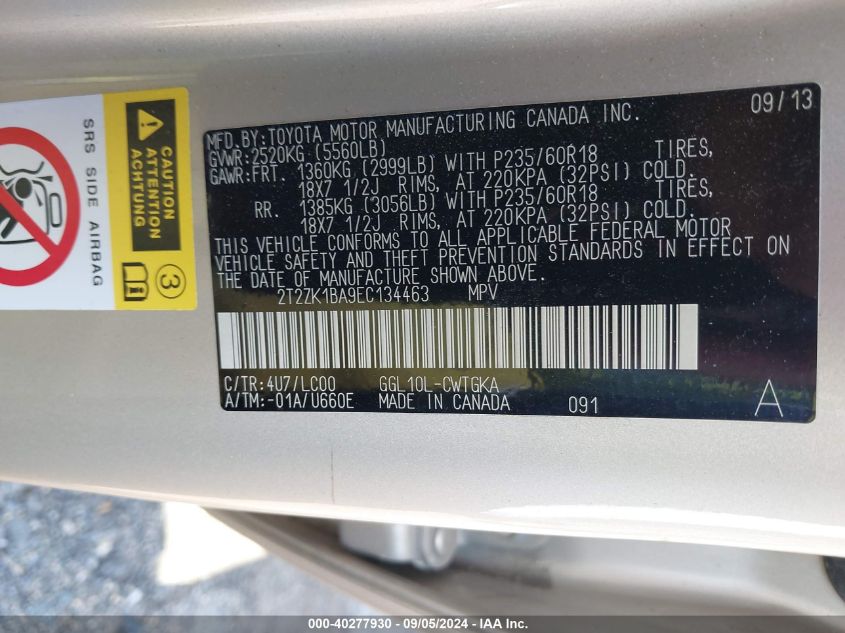 MFD.BY:TOYOTA MOTOR MANUFACTURING CANADA INC. 09/13
GVWR:2520KG (5560LB)
GAWR:FRT. 1360KG (2999LB) WITH P235/60R18 TIRES,
18X7 1/2J RIMS, AT 220KPA (32PSI) COLD.
RR. 1385KG (3056LB) WITH P235/60R18 TIRES,
18X7 1/2J RIMS, AT 220KPA (32PSI) COLD.
THIS VEHICLE CONFORMS TO ALL APPLICABLE FEDERAL MOTOR
VEHICLE SAFETY AND THEFT PREVENTION STANDARDS IN EFFECT ON
THE DATE OF MANUFACTURE SHOWN ABOVE.
2T2ZK1BA9EC134463 MPV
C/TR:4U7/LC00 GGL10L-CWTGKA
A/TM:-01A/U660E MADE IN CANADA 091 A
CAUTION
ATTENTION
ACHTUNG
3
SRS SIDE AIRBAG
000-40277930 - 09/05/2024 - IAA Inc.